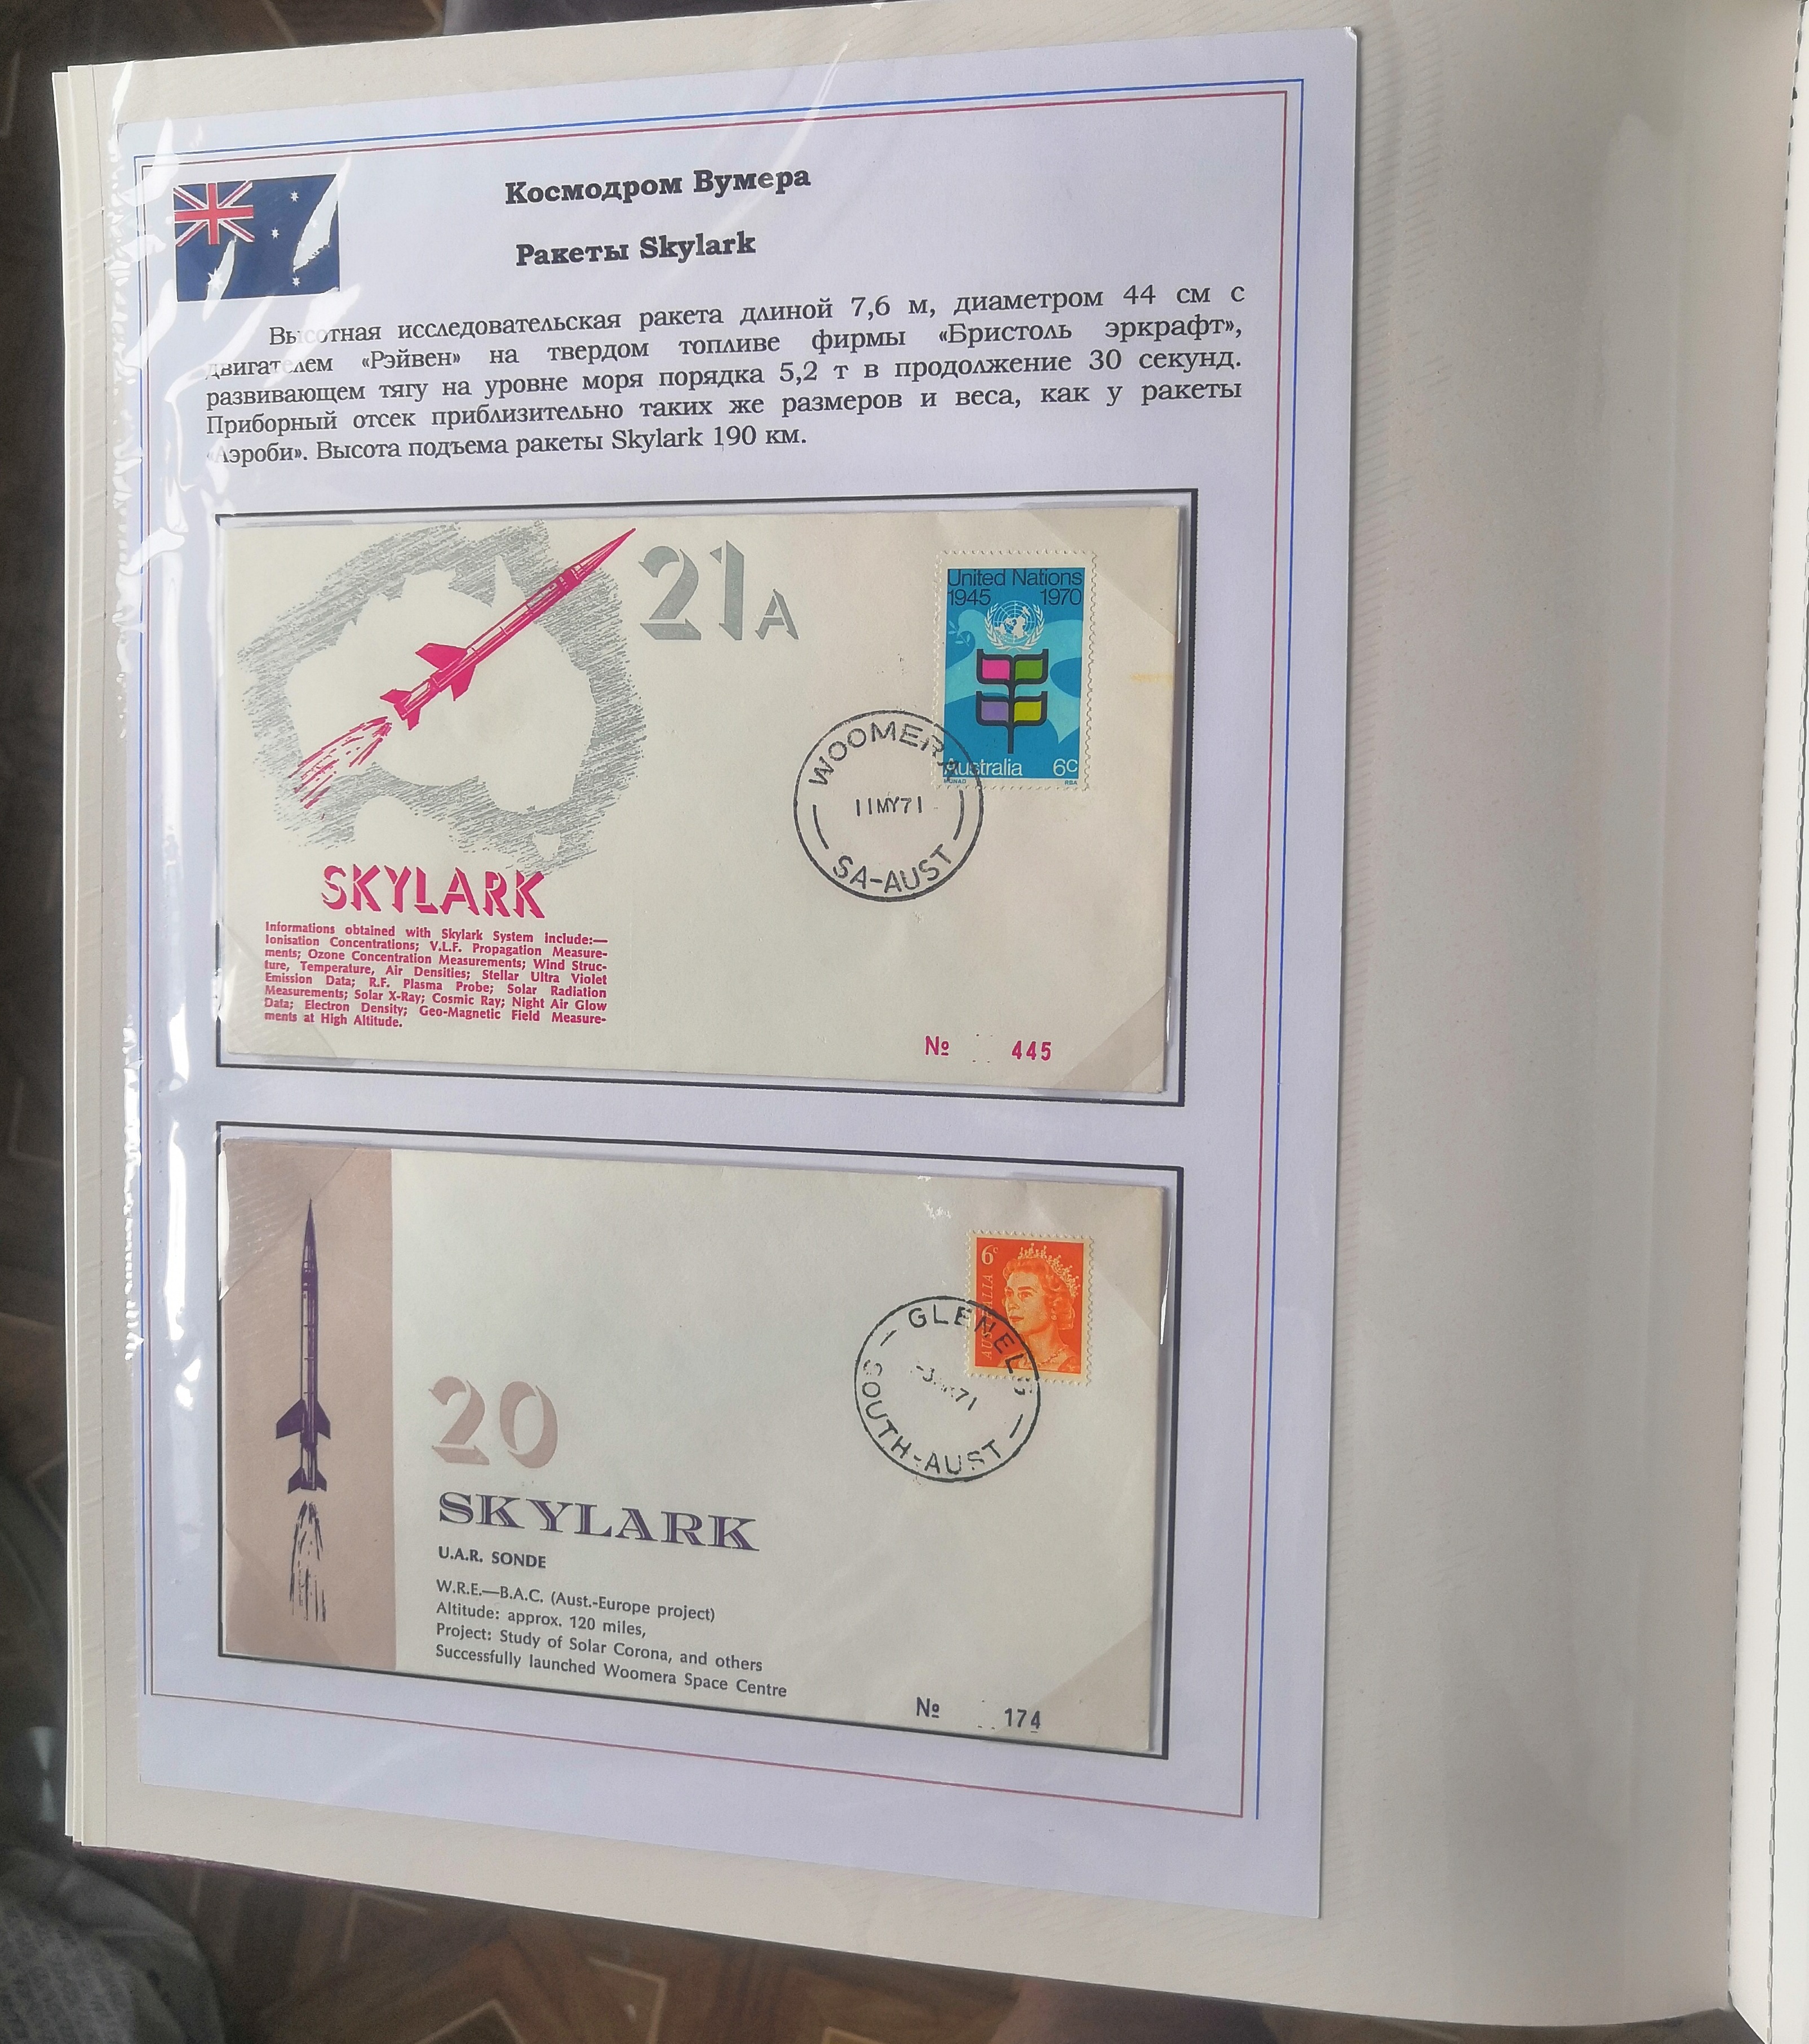 Космодром Вумера
Ракеты Skylark
Высотная исследовательская ракета длиной 7,6 м, диаметром 44 см с
двигателем «Рэйвен» на твердом топливе фирмы «Бристоль эркрафт»,
развивающем тягу на уровне моря порядка 5,2 т в продолжение 30 секунд.
Приборный отсек приблизительно таких же размеров и веса, как у ракеты
«Аэроби». Высота подъема ракеты Skylark 190 км.
21A
United Nations
1945 1970
Australia 6c
WOOMERA
11MY71
SA-AUST
SKYLARK
Informations obtained with Skylark System include:—
Ionisation Concentrations; V.L.F. Propagation Measure-
ments; Ozone Concentration Measurements; Wind Struc-
ture, Temperature, Air Densities; Stellar Ultra Violet
Emission Data; R.F. Plasma Probe; Solar Radiation
Measurements; Solar X-Ray; Cosmic Ray; Night Air Glow
Data; Electron Density; Geo-Magnetic Field Measure-
ments at High Altitude.
№ 445
6c
AUSTRALIA
GLENELG
71
SOUTH-AUST
20
SKYLARK
U.A.R. SONDE
W.R.E.—B.A.C. (Aust.-Europe project)
Altitude: approx. 120 miles,
Project: Study of Solar Corona, and others
Successfully launched Woomera Space Centre
№ 174